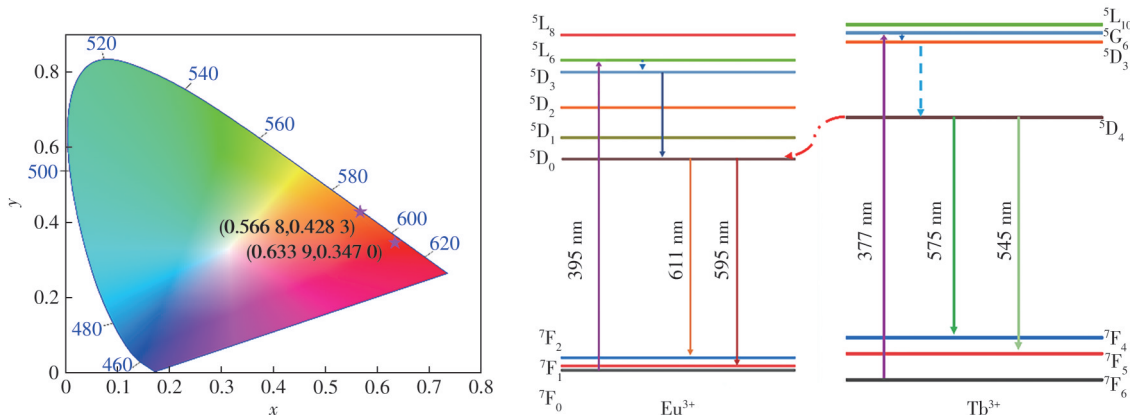 0.8
0.6
0.4
0.2
0
0
0.1
0.2
0.3
0.4
0.5
0.6
0.7
0.8
x
y
520
540
560
580
600
620
500
480
460
(0.566 8,0.428 3)
(0.633 9,0.347 0)
⁵L₈
⁵L₆
⁵D₃
⁵D₂
⁵D₁
⁵D₀
395 nm
611 nm
595 nm
⁷F₂
⁷F₁
⁷F₀
Eu³⁺
⁵L₁₀
⁵G₆
⁵D₃
⁵D₄
377 nm
575 nm
545 nm
⁷F₄
⁷F₅
⁷F₆
Tb³⁺